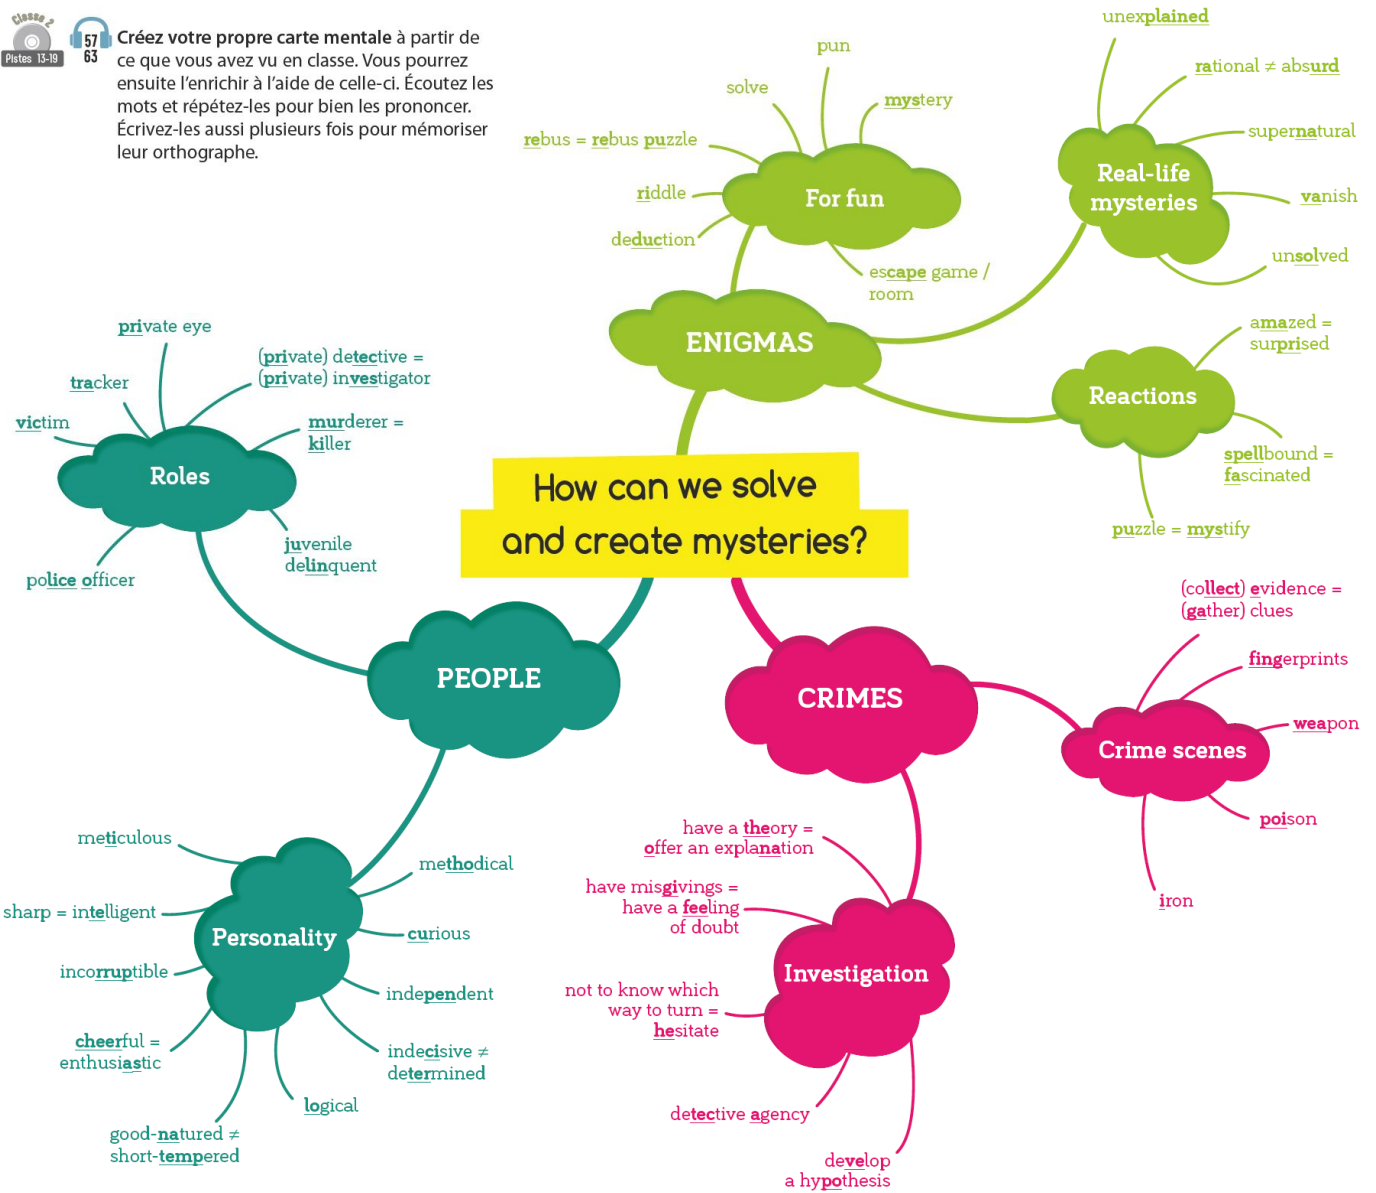 Classe 2
Pistes 13-19
57
63
Créez votre propre carte mentale à partir de
ce que vous avez vu en classe. Vous pourrez
ensuite l'enrichir à l'aide de celle-ci. Écoutez les
mots et répétez-les pour bien les prononcer.
Écrivez-les aussi plusieurs fois pour mémoriser
leur orthographe.
How can we solve
and create mysteries?
ENIGMAS
For fun
pun
solve
mystery
rebus = rebus puzzle
riddle
deduction
escape game /
room
Real-life
mysteries
unexplained
rational ≠ absurd
supernatural
vanish
unsolved
Reactions
amazed =
surprised
spellbound =
fascinated
puzzle = mystify
PEOPLE
Roles
private eye
(private) detective =
(private) investigator
tracker
victim
murderer =
killer
juvenile
delinquent
police officer
Personality
meticulous
methodical
sharp = intelligent
curious
incorruptible
independent
cheerful =
enthusiastic
indecisive ≠
determined
logical
good-natured ≠
short-tempered
CRIMES
Crime scenes
(collect) evidence =
(gather) clues
fingerprints
weapon
poison
iron
Investigation
have a theory =
offer an explanation
have misgivings =
have a feeling
of doubt
not to know which
way to turn =
hesitate
detective agency
develop
a hypothesis